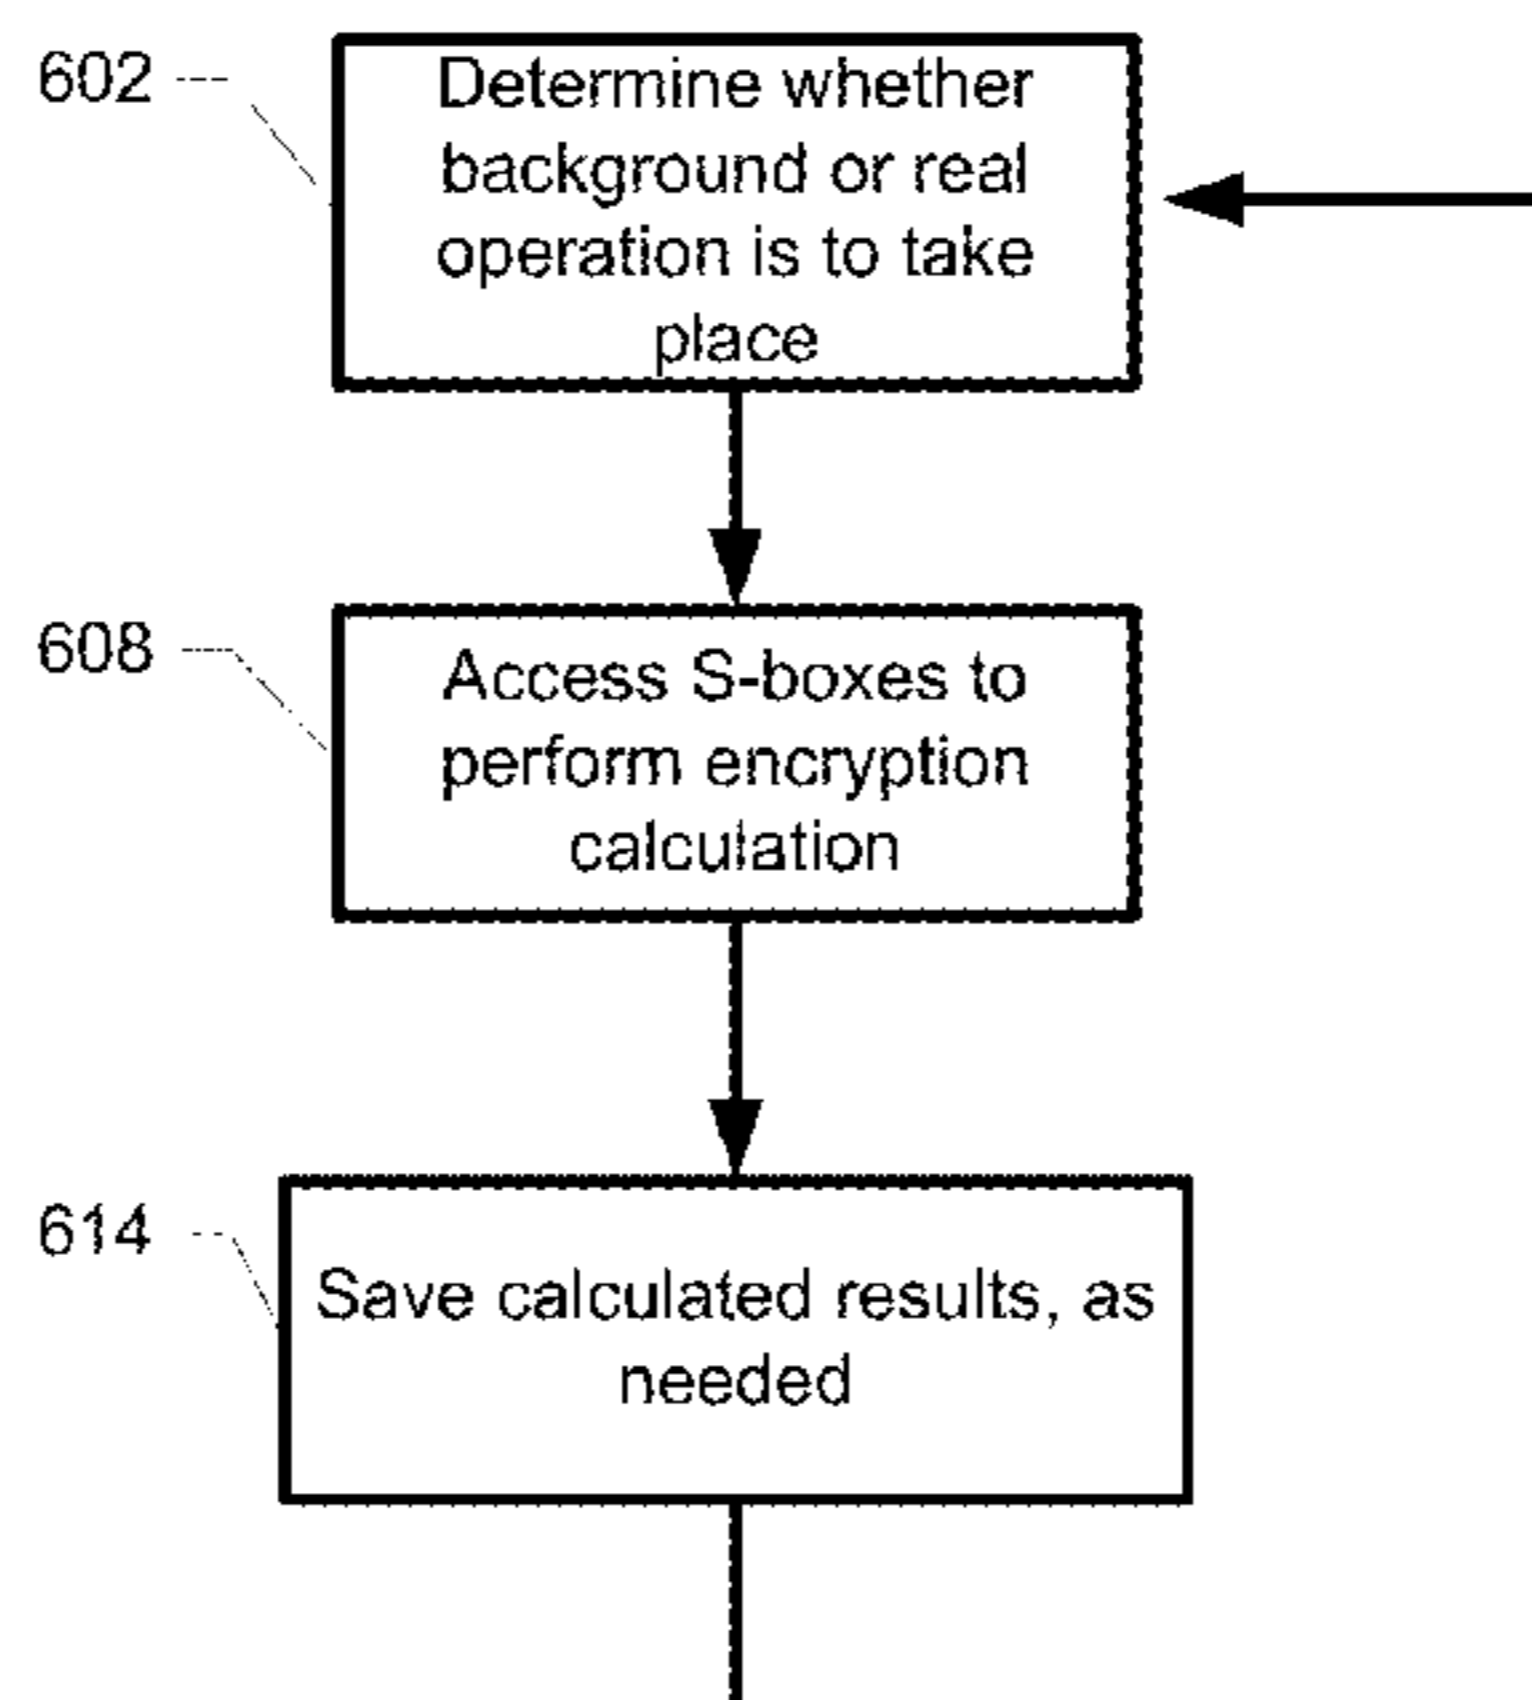 602
Determine whether
background or real
operation is to take
place
608
Access S-boxes to
perform encryption
calculation
614
Save calculated results, as
needed